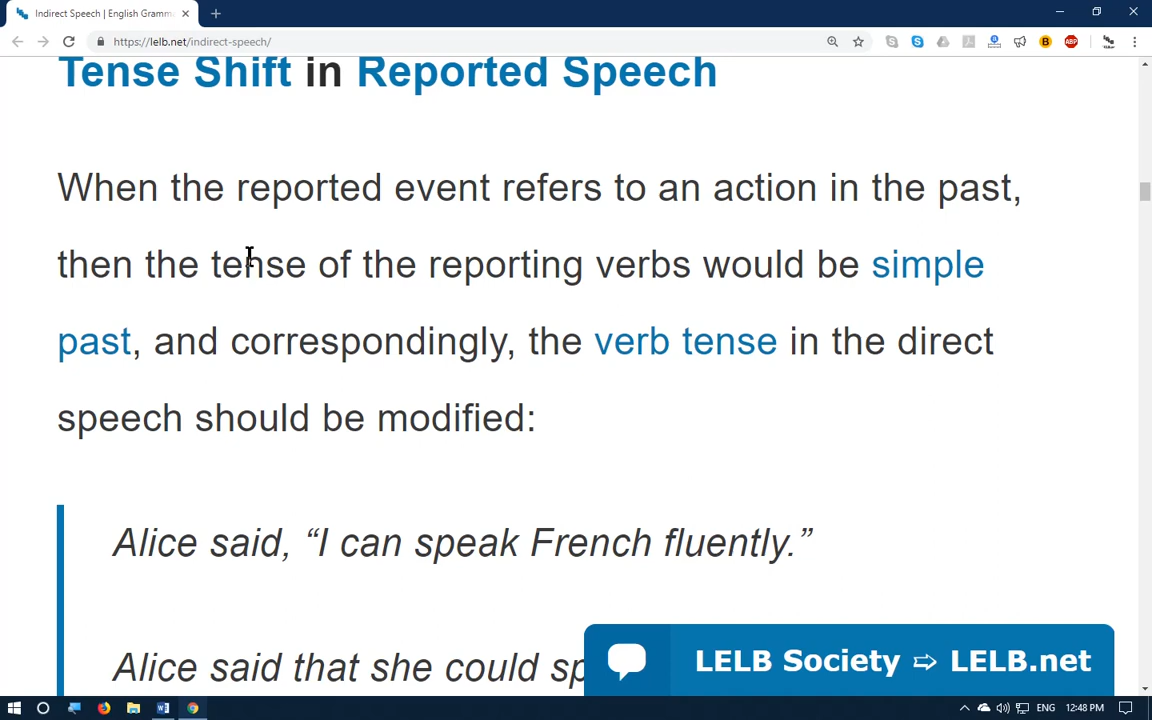 Indirect Speech | English Gramma
https://lelb.net/indirect-speech/
B
ABP
Tense Shift in Reported Speech
When the reported event refers to an action in the past,
then the tense of the reporting verbs would be simple
past, and correspondingly, the verb tense in the direct
speech should be modified:
Alice said, “I can speak French fluently.”
Alice said that she could sp
LELB Society ⇨ LELB.net
ENG
12:48 PM